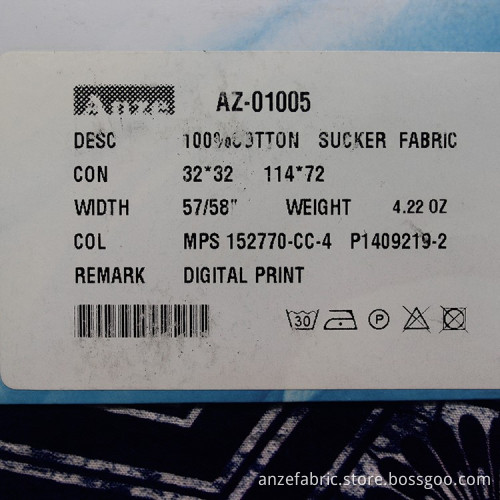 Anze AZ-01005
DESC 100%COTTON SUCKER FABRIC
CON 32*32 114*72
WIDTH 57/58" WEIGHT 4.22 OZ
COL MPS 152770-CC-4 P1409219-2
REMARK DIGITAL PRINT
30 P
anzefabric.store.bossgoo.com